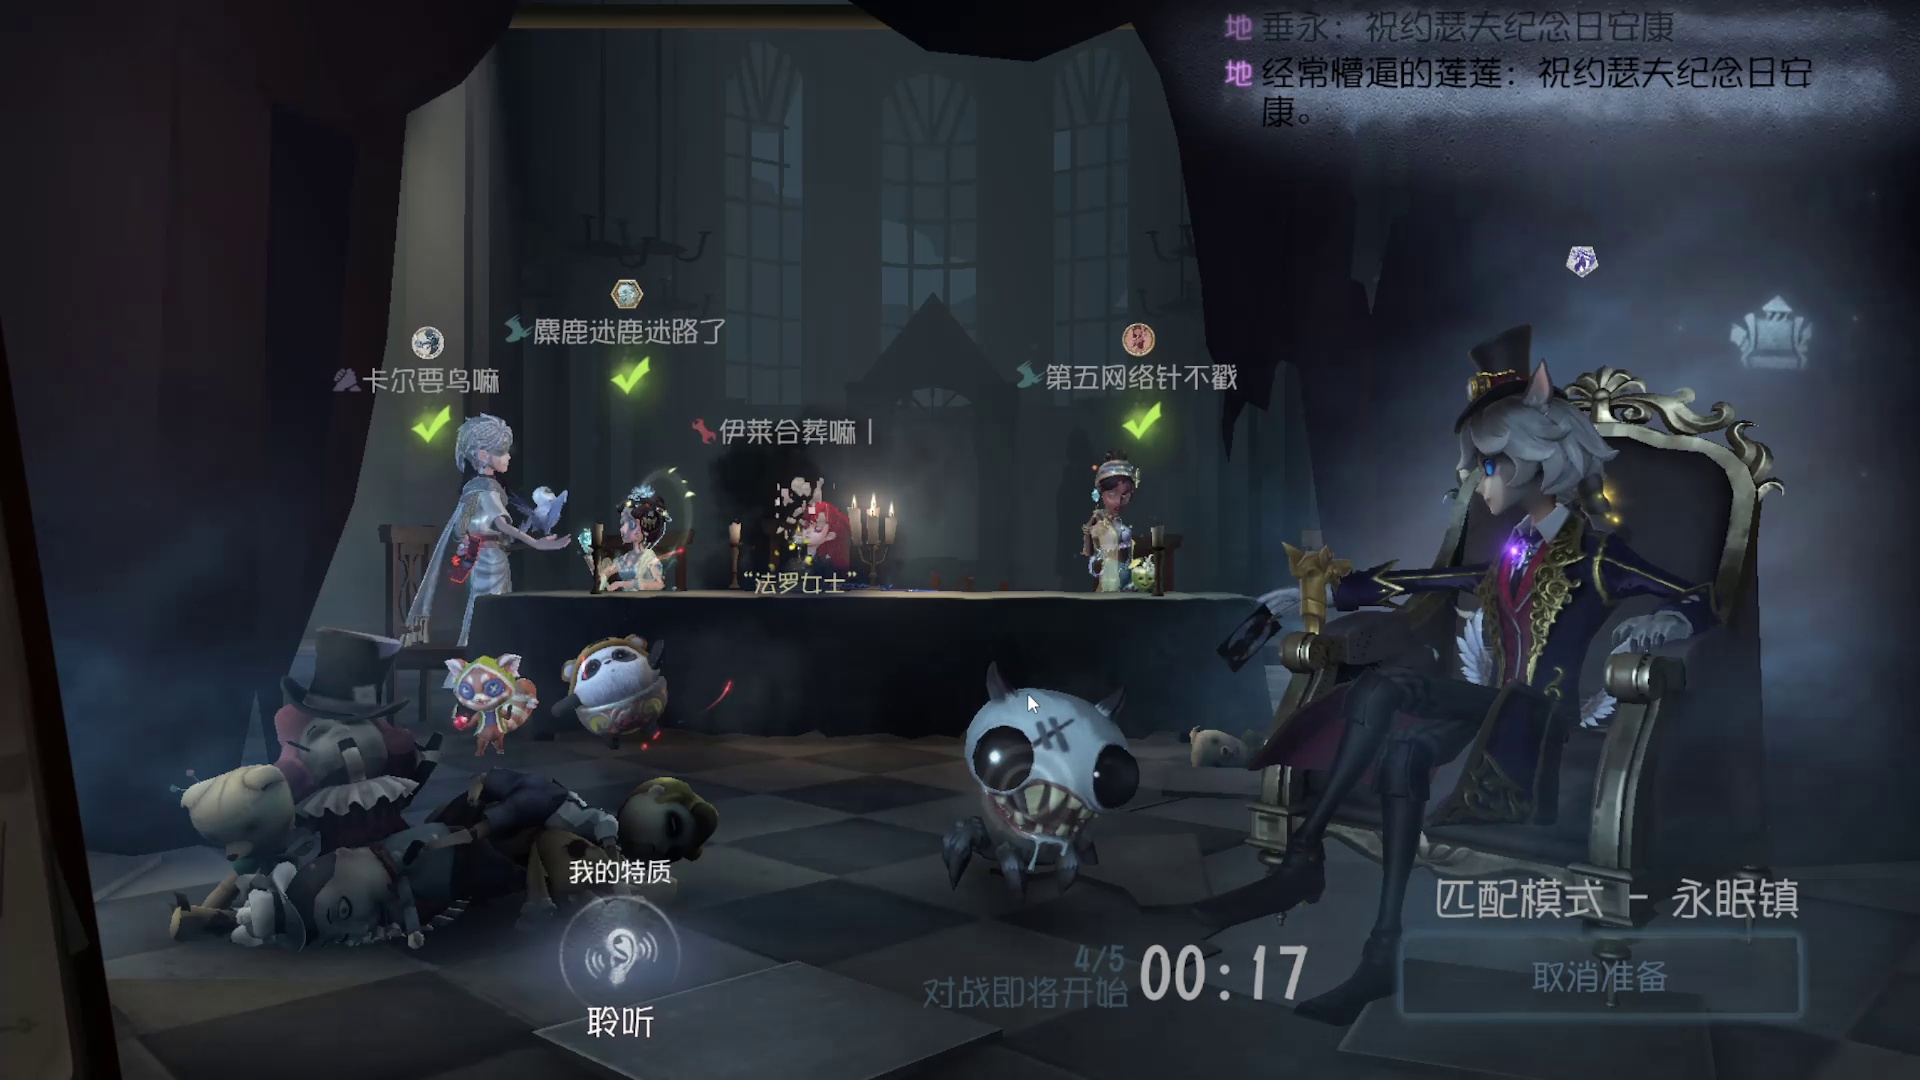 地 垂永：祝约瑟夫纪念日安康
地 经常懵逼的莲莲：祝约瑟夫纪念日安
康。
麋鹿迷鹿迷路了
卡尔要鸟嘛
第五网络针不戳
伊莱合葬嘛丨
“法罗女士”
我的特质
聆听
匹配模式 - 永眠镇
4/5
对战即将开始
00:17
取消准备